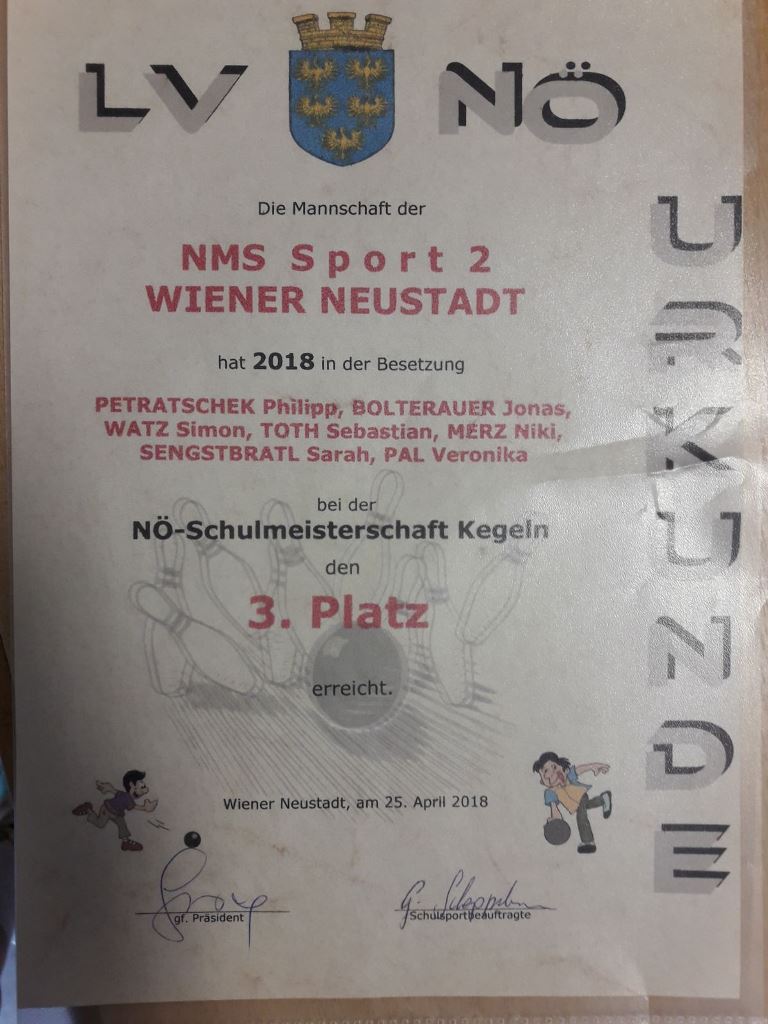 LV NÖ
URKUNDE
Die Mannschaft der
NMS Sport 2
WIENER NEUSTADT
hat 2018 in der Besetzung
PETRATSCHEK Philipp, BOLTERAUER Jonas,
WATZ Simon, TOTH Sebastian, MERZ Niki,
SENGSTBRATL Sarah, PAL Veronika
bei der
NÖ-Schulmeisterschaft Kegeln
den
3. Platz
erreicht.
Wiener Neustadt, am 25. April 2018
gf. Präsident
Schulsportbeauftragte